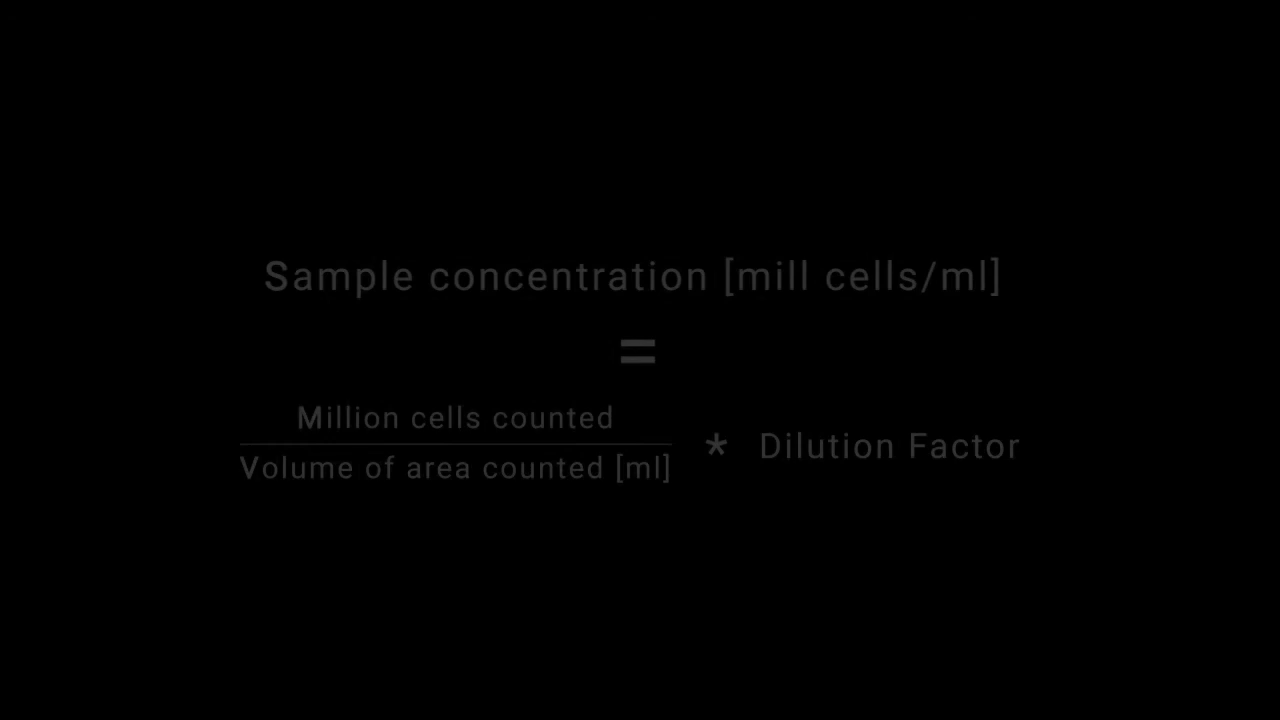 Sample concentration [mill cells/ml]
=
Million cells counted
Volume of area counted [ml]
* Dilution Factor